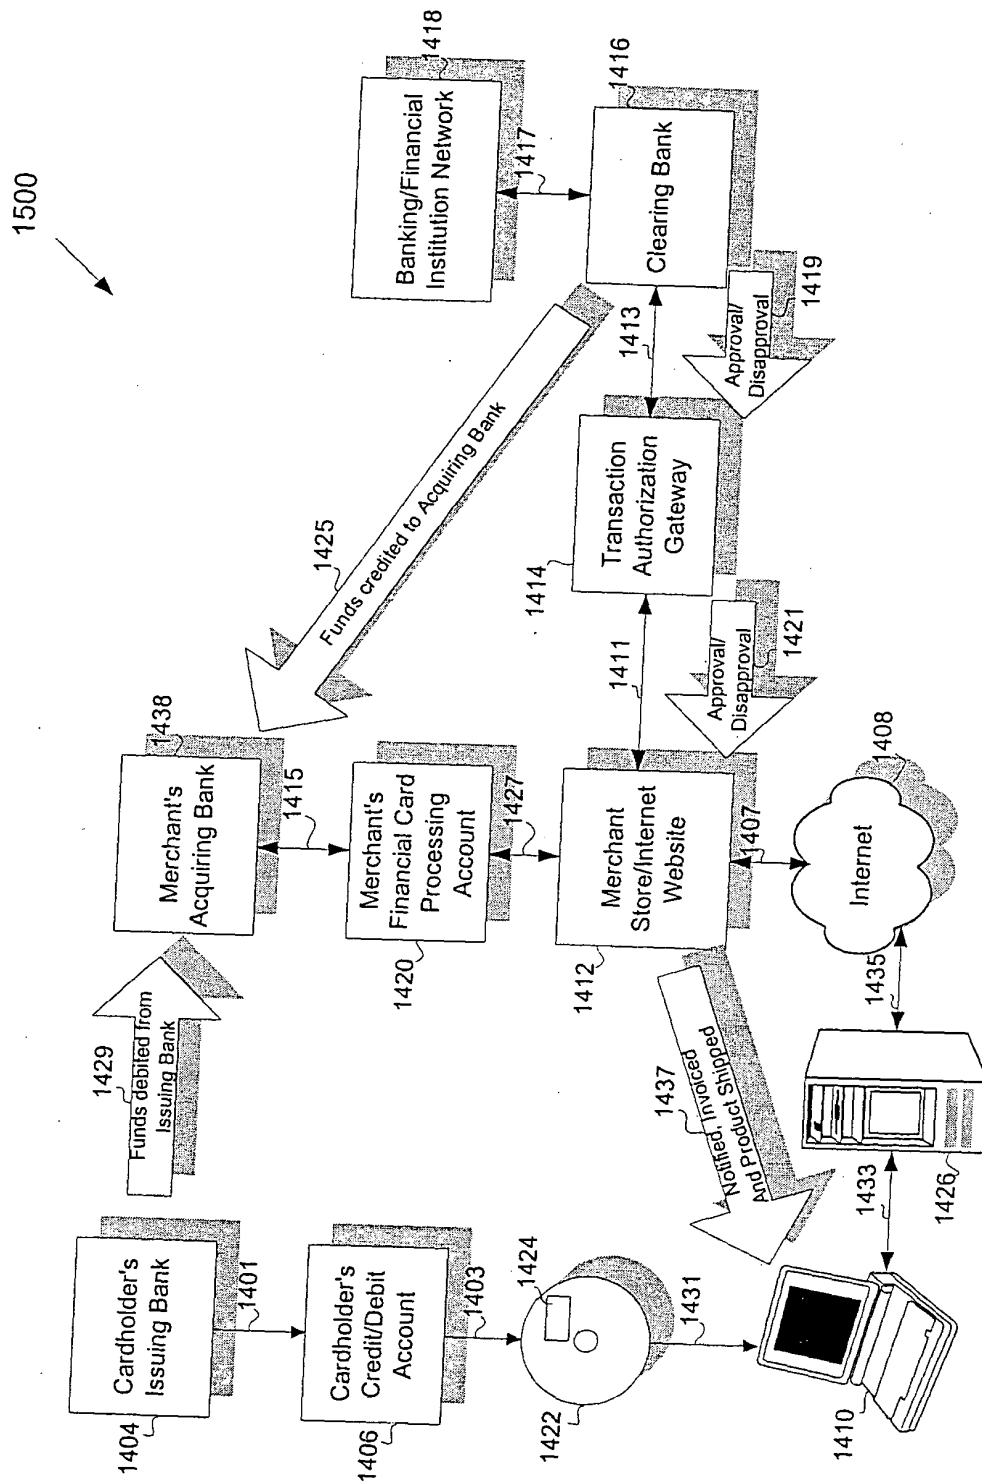 1500
Cardholder's
Issuing Bank
1404
1401
Cardholder's
Credit/Debit
Account
1406
1403
1424
1422
1431
1410
1429
Funds debited from
Issuing Bank
Merchant's
Acquiring Bank
1438
1415
Merchant's
Financial Card
Processing
Account
1420
1427
Merchant
Store/Internet
Website
1412
1407
1437
Notified, Invoiced
And Product Shipped
1433
1426
1435
Internet
1408
1425
Funds credited to Acquiring Bank
1411
Approval/
Disapproval
1421
Transaction
Authorization
Gateway
1414
1413
Approval/
Disapproval
1419
Banking/Financial
Institution Network
1418
1417
Clearing Bank
1416